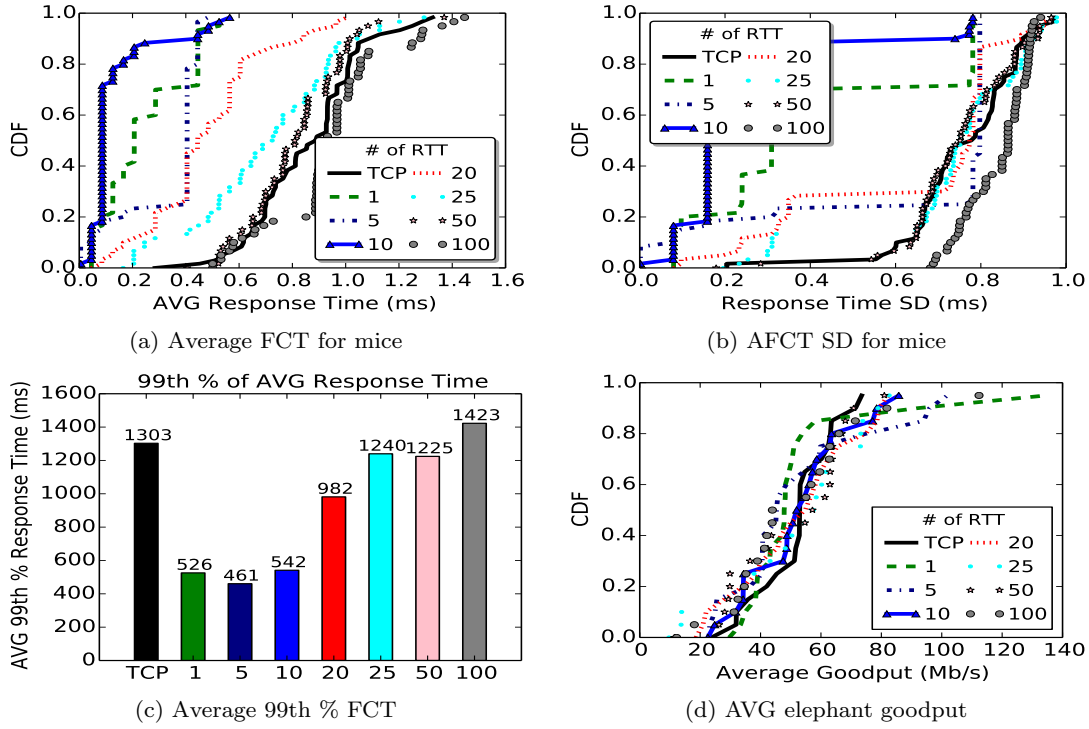 CDF
1.0
0.8
0.6
0.4
0.2
0.0
# of RTT
TCP 20
1 25
5 50
10 100
0.0 0.2 0.4 0.6 0.8 1.0 1.2 1.4 1.6
AVG Response Time (ms)
(a) Average FCT for mice
CDF
1.0
0.8
0.6
0.4
0.2
0.0
# of RTT
TCP 20
1 25
5 50
10 100
0.0 0.2 0.4 0.6 0.8 1.0
Response Time SD (ms)
(b) AFCT SD for mice
99th % of AVG Response Time
AVG 99th % Response Time (ms)
1600
1400
1200
1000
800
600
400
200
0
1303
526
461
542
982
1240
1225
1423
TCP 1 5 10 20 25 50 100
(c) Average 99th % FCT
CDF
1.0
0.8
0.6
0.4
0.2
0.0
# of RTT
TCP 20
1 25
5 50
10 100
0 20 40 60 80 100 120 140
Average Goodput (Mb/s)
(d) AVG elephant goodput